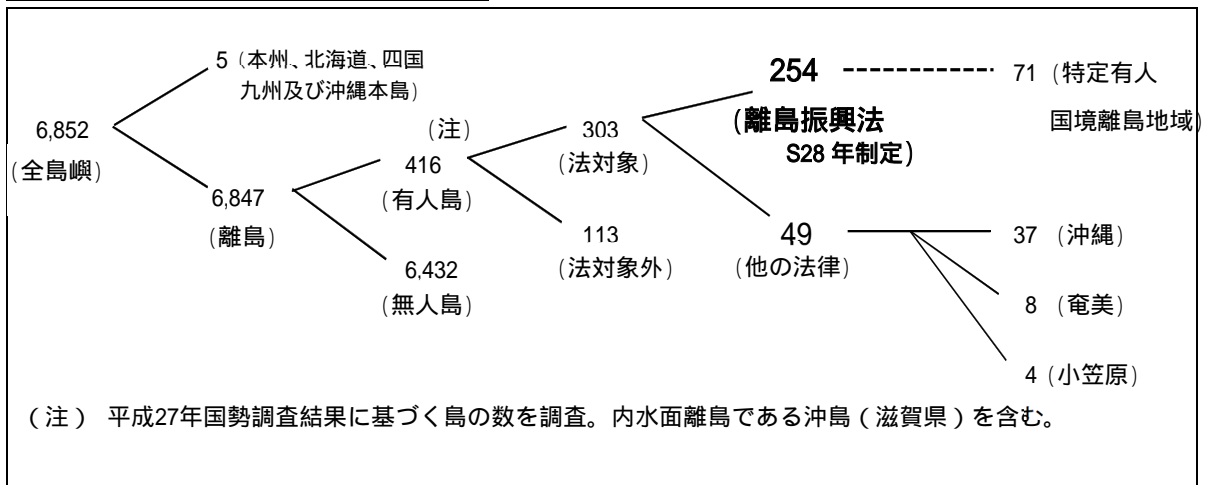 6,852
(全島嶼)
5 (本州、北海道、四国
九州及び沖縄本島)
6,847
(離島)
(注)
416
(有人島)
6,432
(無人島)
303
(法対象)
113
(法対象外)
254
(離島振興法
S28 年制定)
49
(他の法律)
71 (特定有人
国境離島地域)
37 (沖縄)
8 (奄美)
4 (小笠原)
(注) 平成27年国勢調査結果に基づく島の数を調査。内水面離島である沖島(滋賀県)を含む。